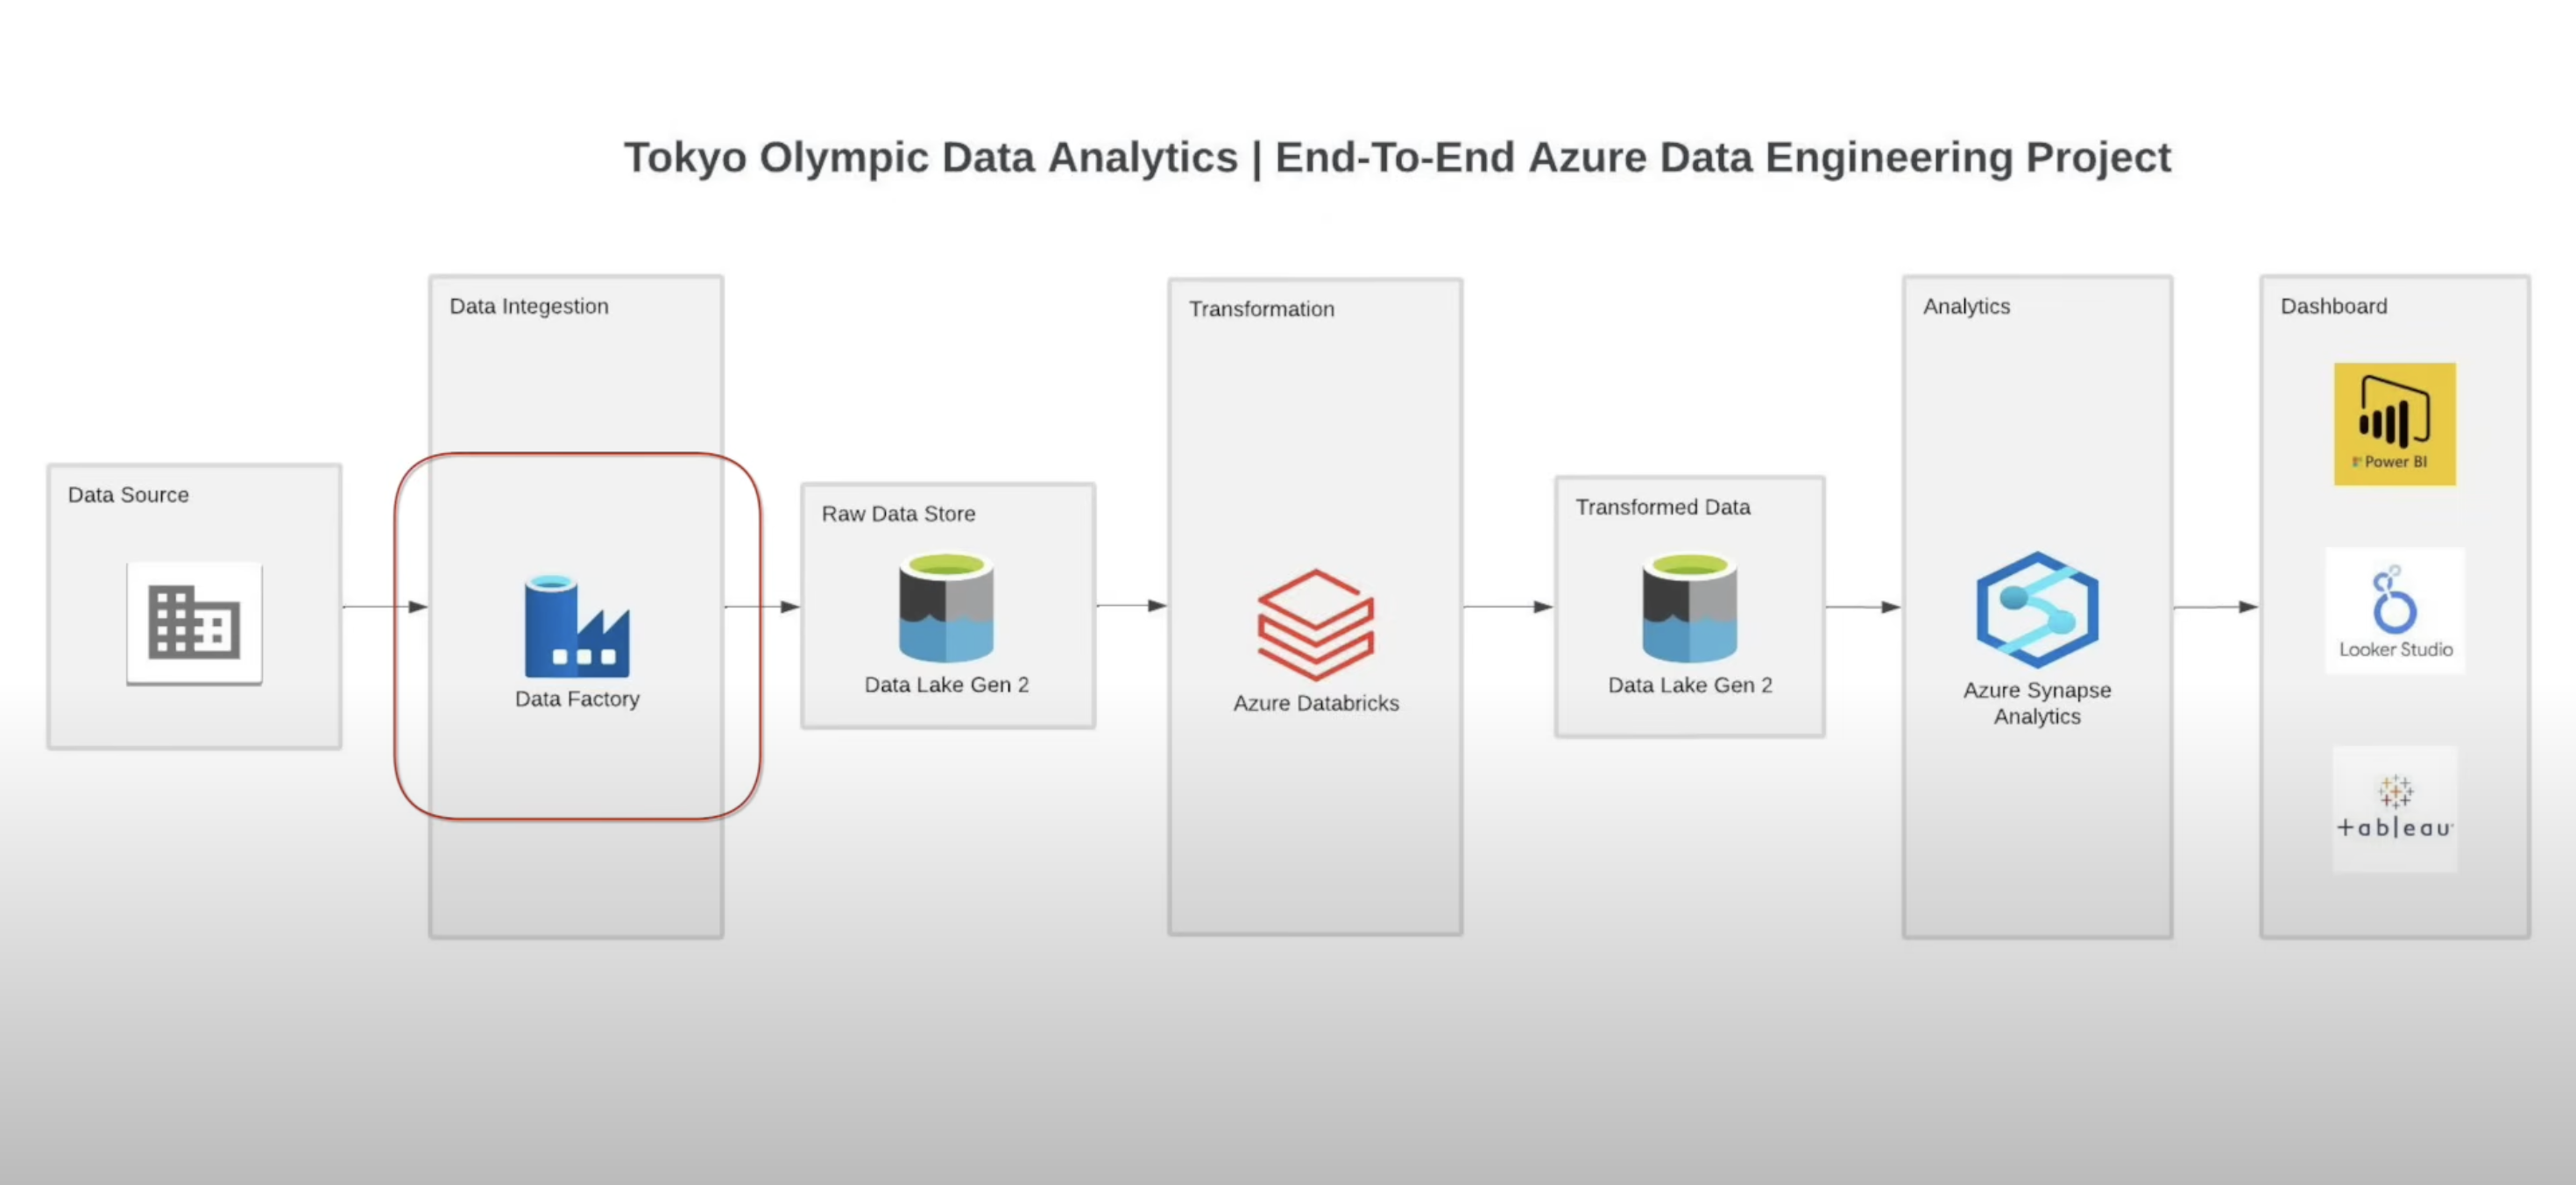 Tokyo Olympic Data Analytics | End-To-End Azure Data Engineering Project
Data Source
Data Integestion
Data Factory
Raw Data Store
Data Lake Gen 2
Transformation
Azure Databricks
Transformed Data
Data Lake Gen 2
Analytics
Azure Synapse
Analytics
Dashboard
Power BI
Looker Studio
+ableau